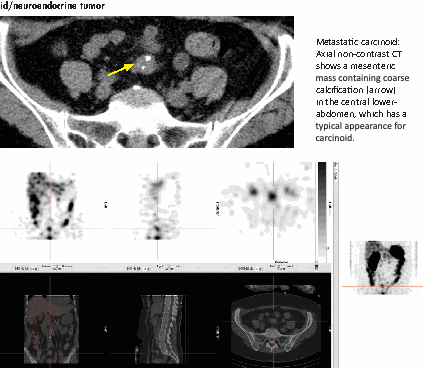 id/neuroendocrine tumor
Metastatic carcinoid:
Axial non-contrast CT
shows a mesenteric
mass containing coarse
calcification (arrow)
in the central lower-
abdomen, which has a
typical appearance for
carcinoid.